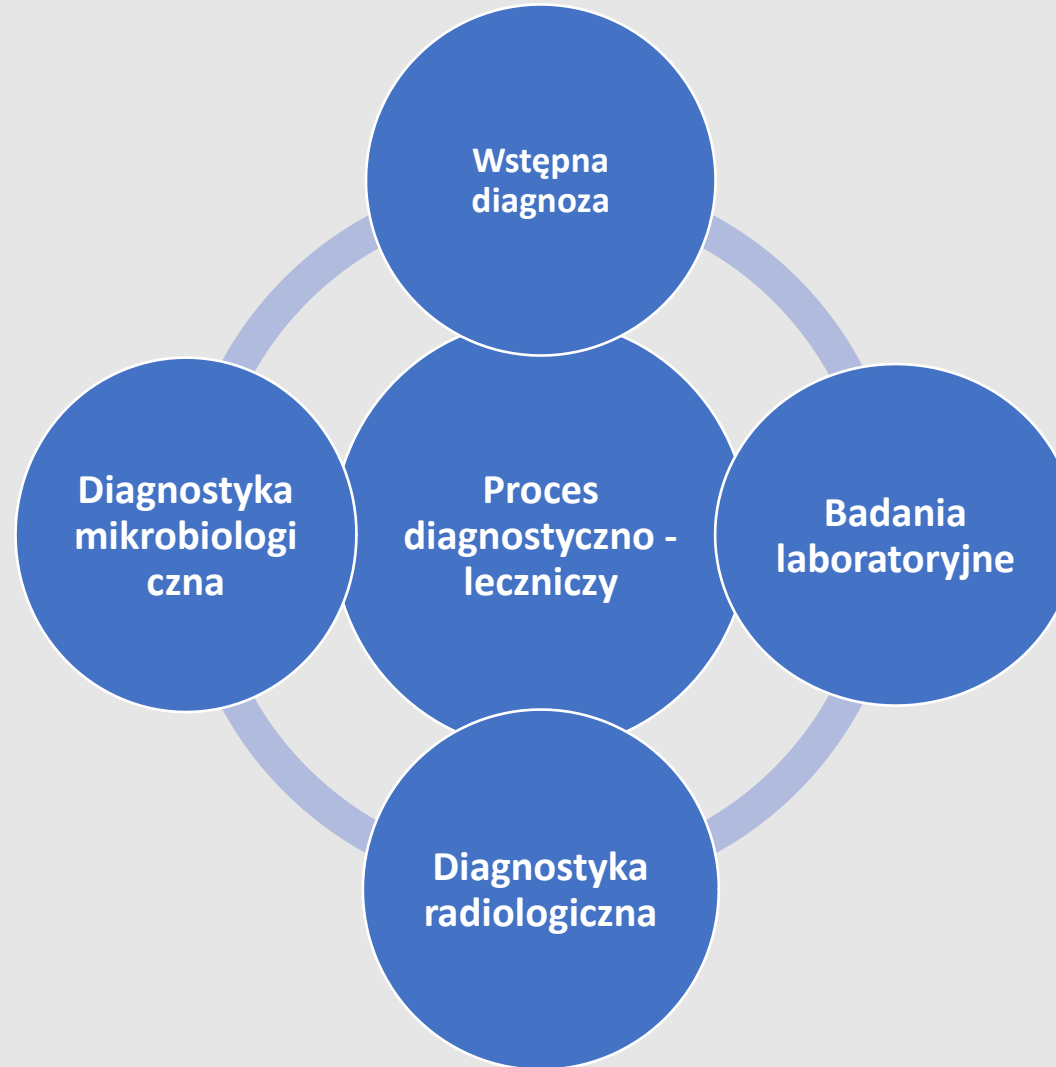 Wstępna
diagnoza
Diagnostyka
mikrobiologi
czna
Proces
diagnostyczno -
leczniczy
Badania
laboratoryjne
Diagnostyka
radiologiczna